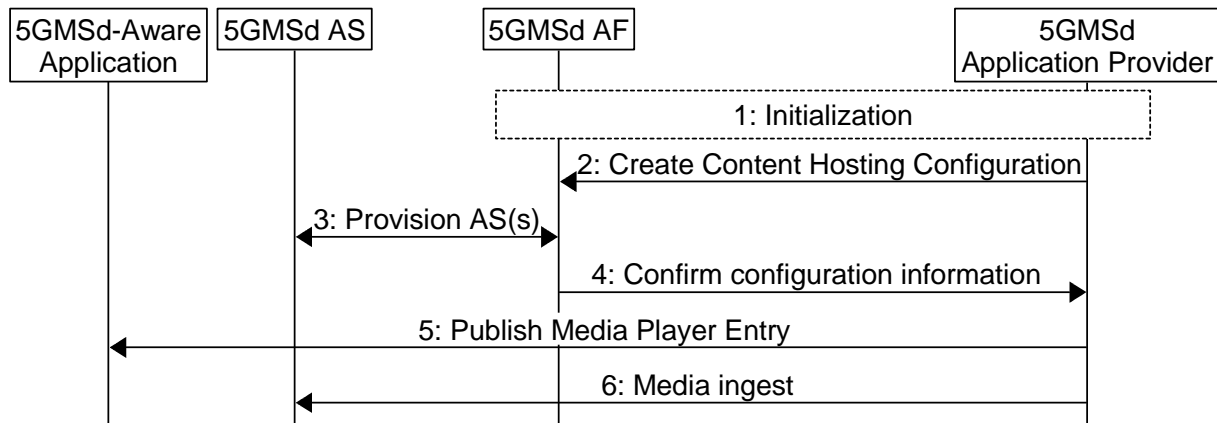 5GMSd-Aware
Application
5GMSd AS
5GMSd AF
5GMSd
Application Provider
1: Initialization
2: Create Content Hosting Configuration
3: Provision AS(s)
4: Confirm configuration information
5: Publish Media Player Entry
6: Media ingest